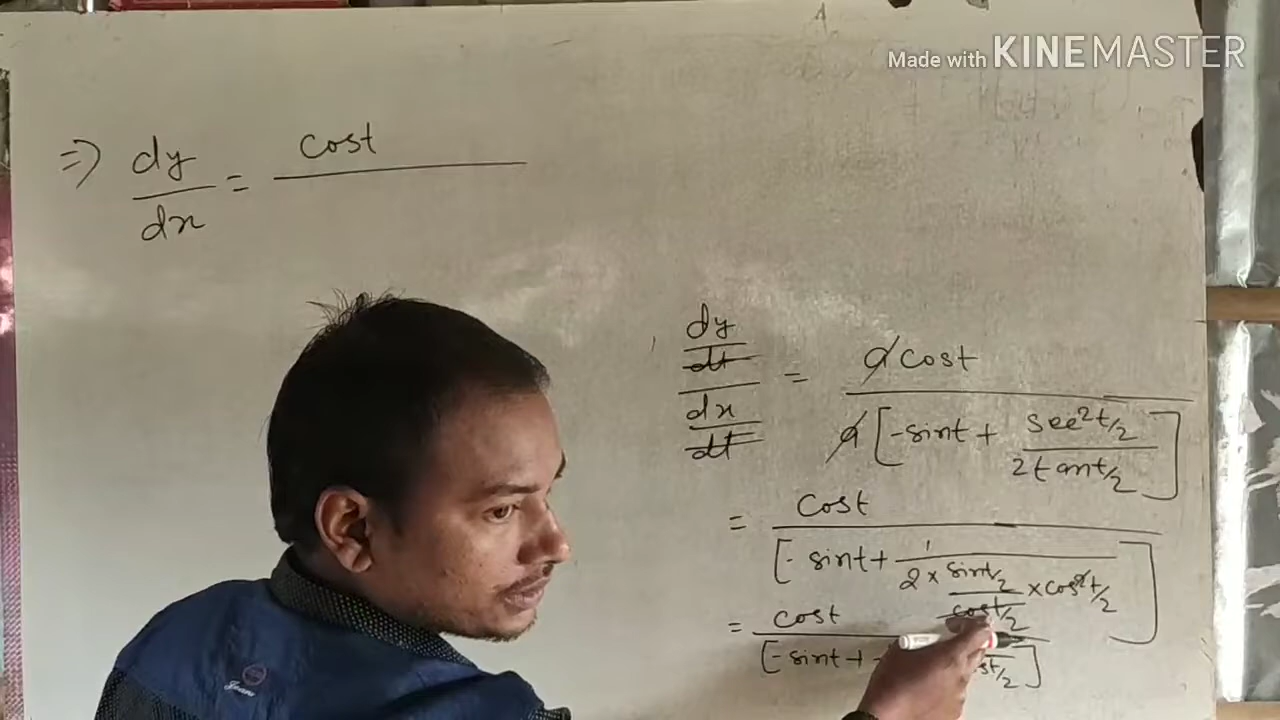 Made with KINEMASTER
=> dy/dx = cost
dy/dt / dx/dt = a cost / a [-sint + sec²t/2 / 2tant/2]
= cost / [-sint + 1 / 2 × sint/2 / cost/2 × cos²t/2]
= cost / [-sint +